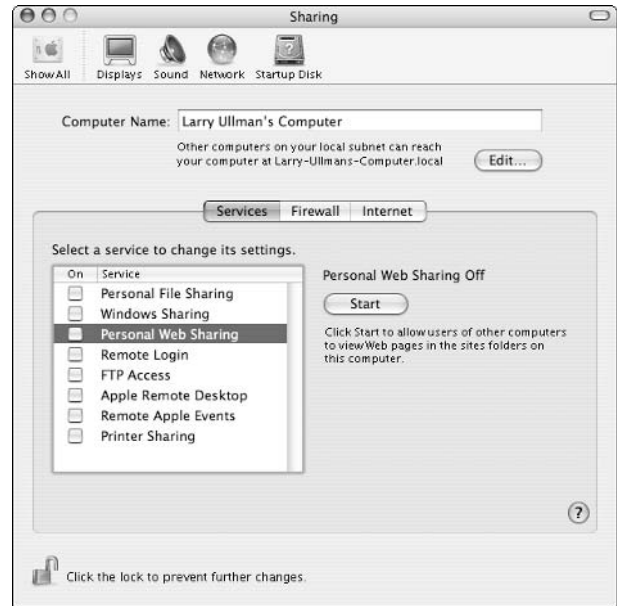 Sharing
Show All
Displays
Sound
Network
Startup Disk
Computer Name: Larry Ullman's Computer
Other computers on your local subnet can reach
your computer at Larry-Ullmans-Computer.local
Edit...
Services
Firewall
Internet
Select a service to change its settings.
On Service
Personal File Sharing
Windows Sharing
Personal Web Sharing
Remote Login
FTP Access
Apple Remote Desktop
Remote Apple Events
Printer Sharing
Personal Web Sharing Off
Start
Click Start to allow users of other computers
to view Web pages in the sites folders on
this computer.
?
Click the lock to prevent further changes.